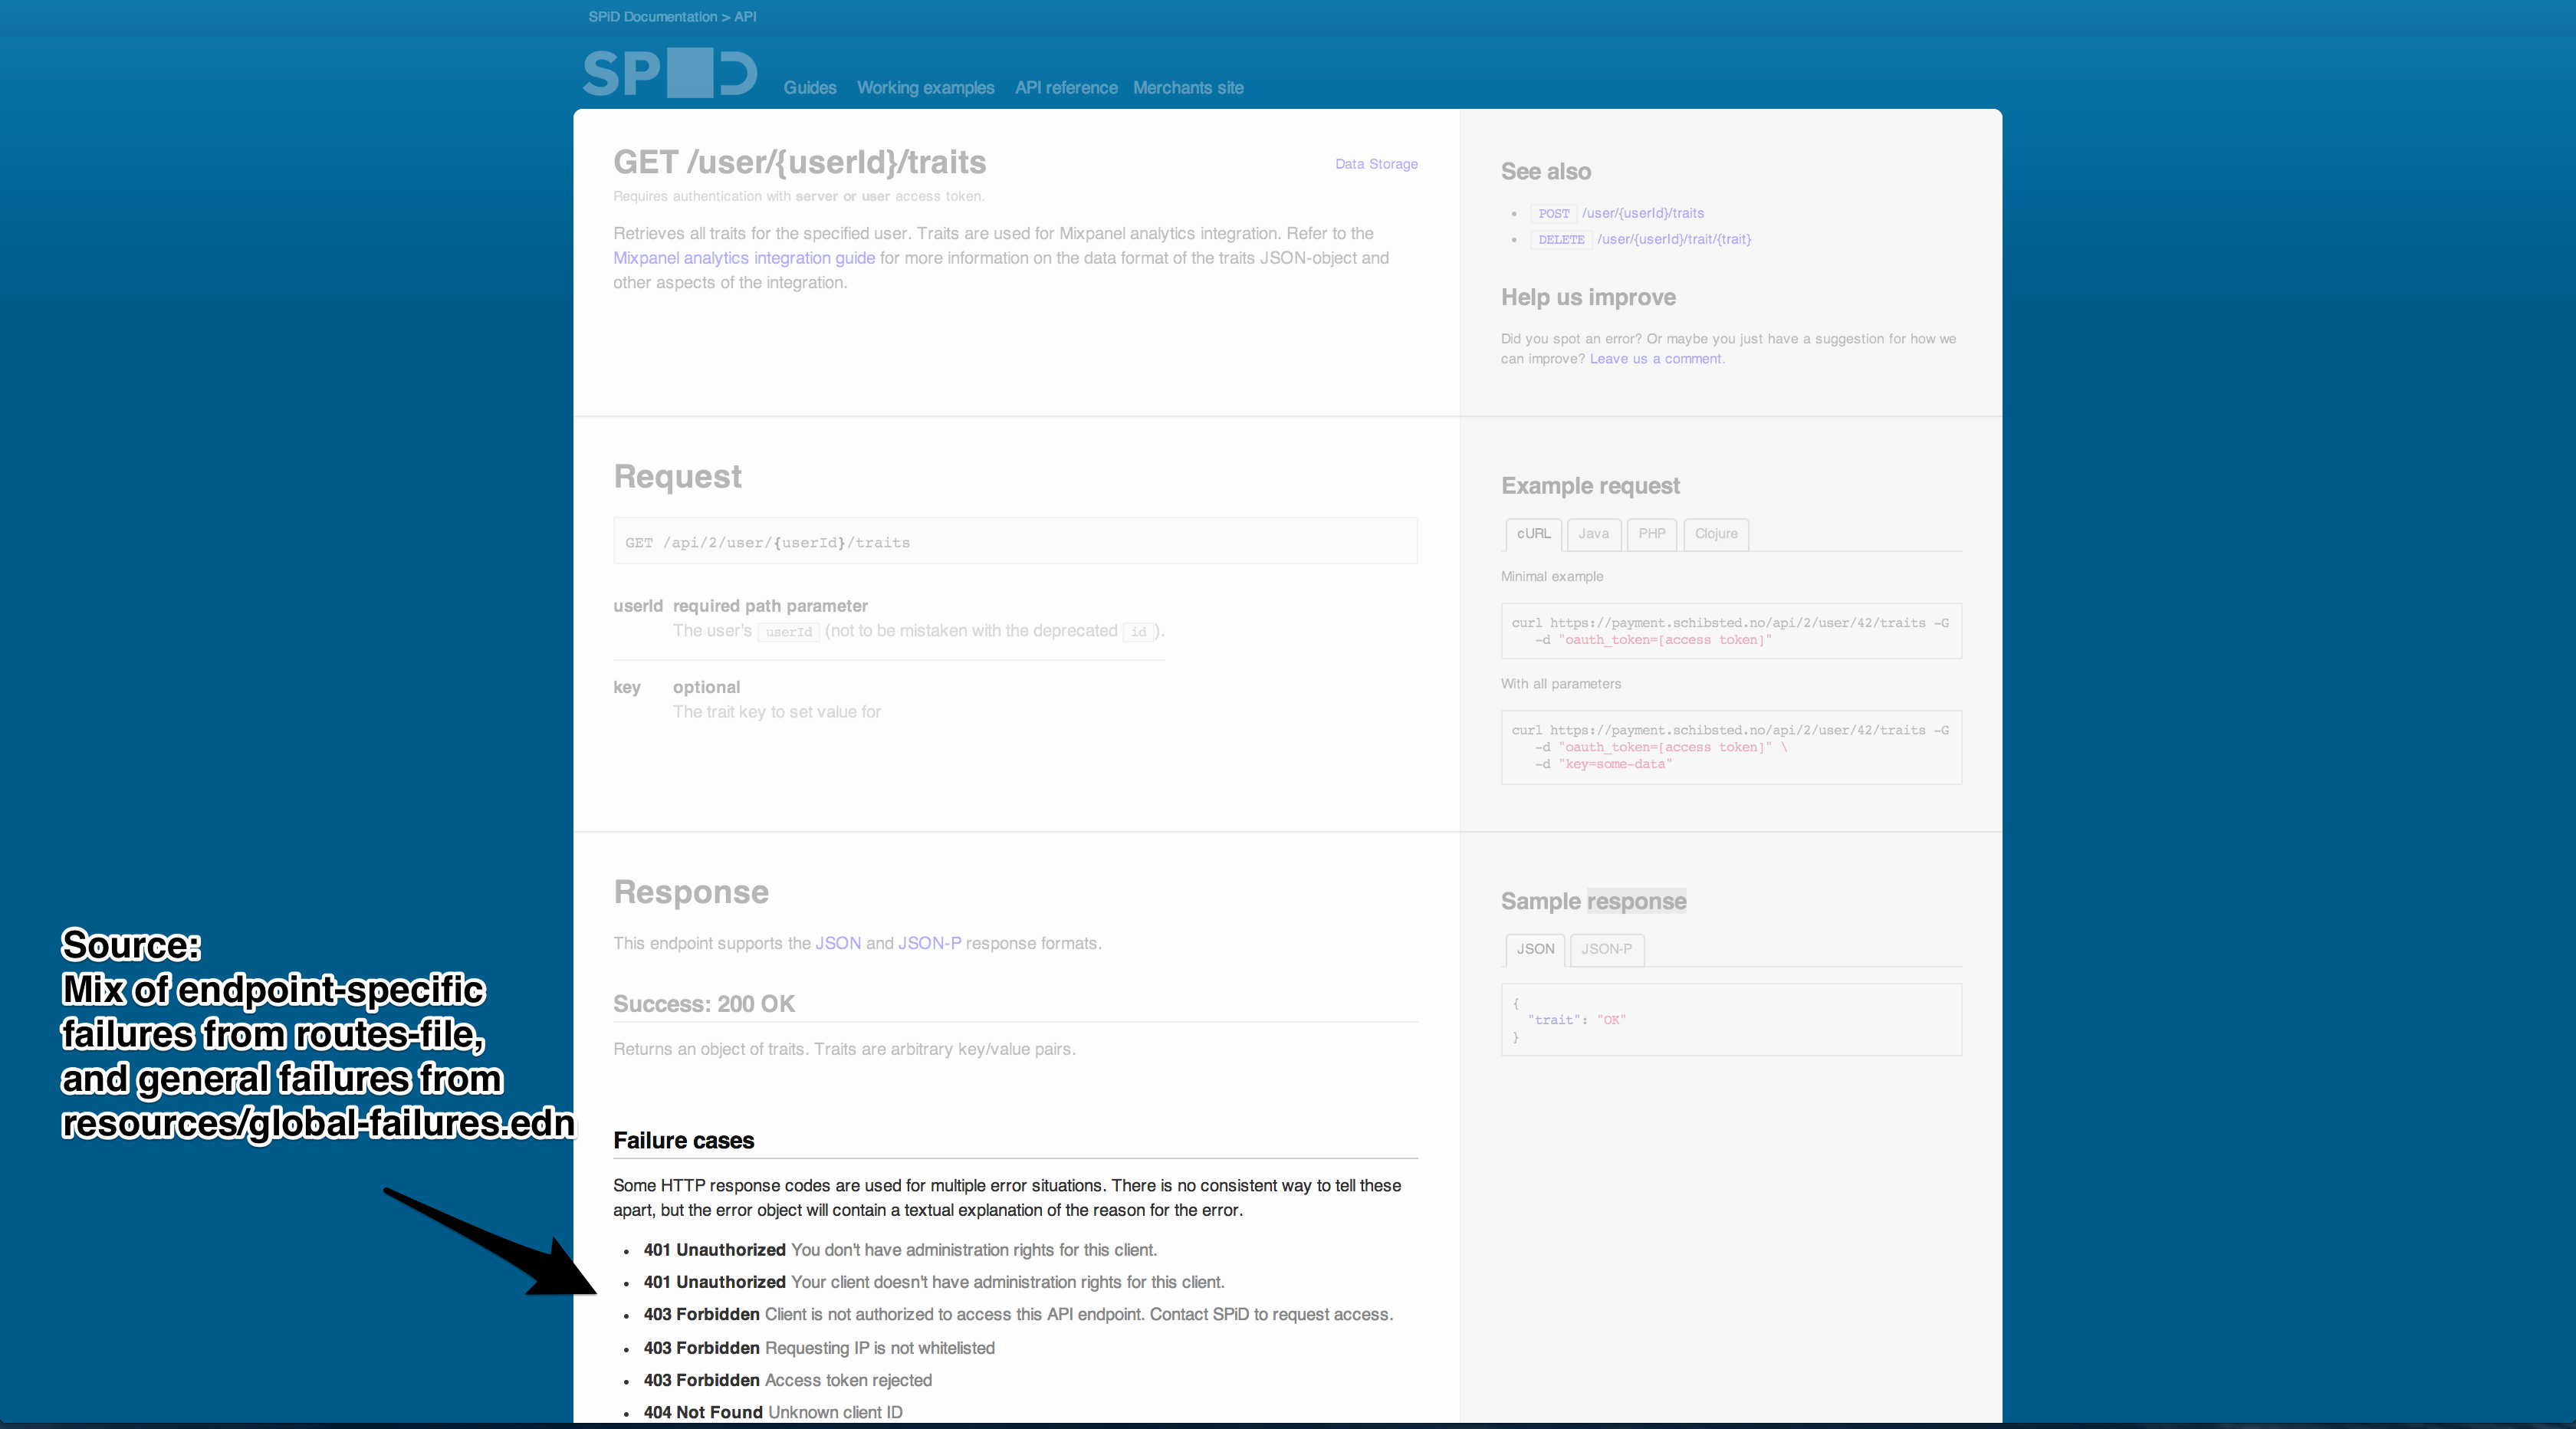 SPiD Documentation > API
SPiD
Guides Working examples API reference Merchants site
GET /user/{userId}/traits
Data Storage
Requires authentication with server or user access token.
Retrieves all traits for the specified user. Traits are used for Mixpanel analytics integration. Refer to the
Mixpanel analytics integration guide for more information on the data format of the traits JSON-object and
other aspects of the integration.
See also
• POST /user/{userId}/traits
• DELETE /user/{userId}/trait/{trait}
Help us improve
Did you spot an error? Or maybe you just have a suggestion for how we
can improve? Leave us a comment.
Request
GET /api/2/user/{userId}/traits
userId required path parameter
The user's userId (not to be mistaken with the deprecated id ).
key optional
The trait key to set value for
Example request
cURL Java PHP Clojure
Minimal example
curl https://payment.schibsted.no/api/2/user/42/traits -G
-d "oauth_token=[access token]"
With all parameters
curl https://payment.schibsted.no/api/2/user/42/traits -G
-d "oauth_token=[access token]" \
-d "key=some-data"
Response
This endpoint supports the JSON and JSON-P response formats.
Success: 200 OK
Returns an object of traits. Traits are arbitrary key/value pairs.
Sample response
JSON JSON-P
{
"trait": "OK"
}
Source:
Mix of endpoint-specific
failures from routes-file,
and general failures from
resources/global-failures.edn
Failure cases
Some HTTP response codes are used for multiple error situations. There is no consistent way to tell these
apart, but the error object will contain a textual explanation of the reason for the error.
• 401 Unauthorized You don't have administration rights for this client.
• 401 Unauthorized Your client doesn't have administration rights for this client.
• 403 Forbidden Client is not authorized to access this API endpoint. Contact SPiD to request access.
• 403 Forbidden Requesting IP is not whitelisted
• 403 Forbidden Access token rejected
• 404 Not Found Unknown client ID